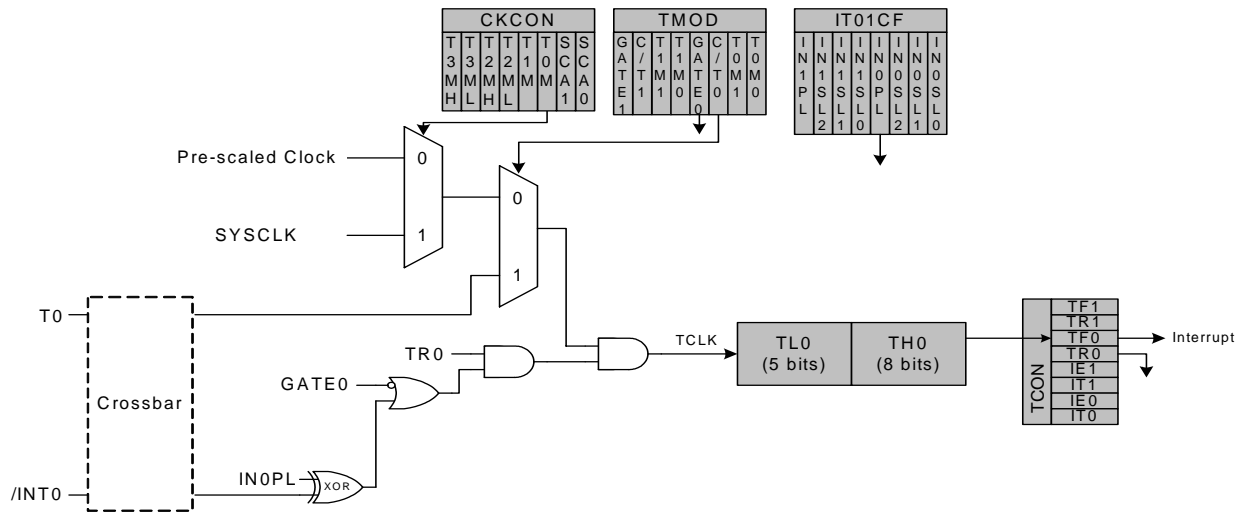 CKCON
T3MH T3ML T2MH T2ML T1M T0M SCA1 SCA0
TMOD
GATE1 C/T1 T1M1 T1M0 GATE0 C/T0 T0M1 T0M0
IT01CF
IN1PL IN1SL2 IN1SL1 IN1SL0 IN0PL IN0SL2 IN0SL1 IN0SL0
Pre-scaled Clock
0
SYSCLK
1
0
1
T0
Crossbar
/INT0
TR0
GATE0
IN0PL
XOR
TCLK
TL0
(5 bits)
TH0
(8 bits)
TCON
TF1
TR1
TF0
TR0
IE1
IT1
IE0
IT0
Interrupt